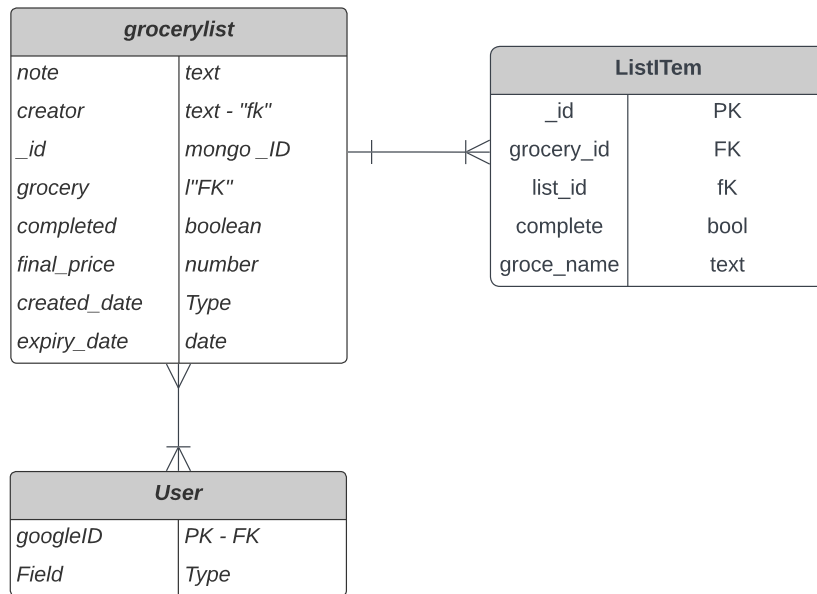 grocerylist
note text
creator text - "fk"
_id mongo _ID
grocery l"FK"
completed boolean
final_price number
created_date Type
expiry_date date
ListITem
_id PK
grocery_id FK
list_id fK
complete bool
groce_name text
User
googleID PK - FK
Field Type